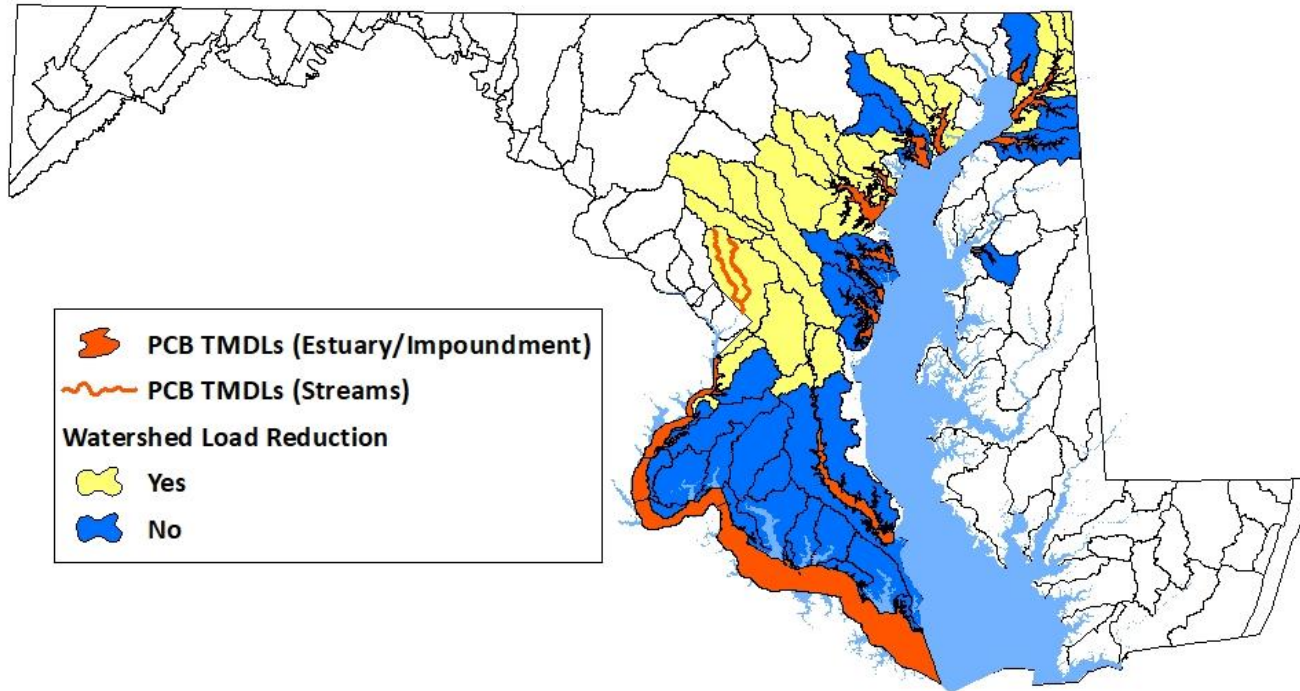 PCB TMDLs (Estuary/Impoundment)
PCB TMDLs (Streams)
Watershed Load Reduction
Yes
No